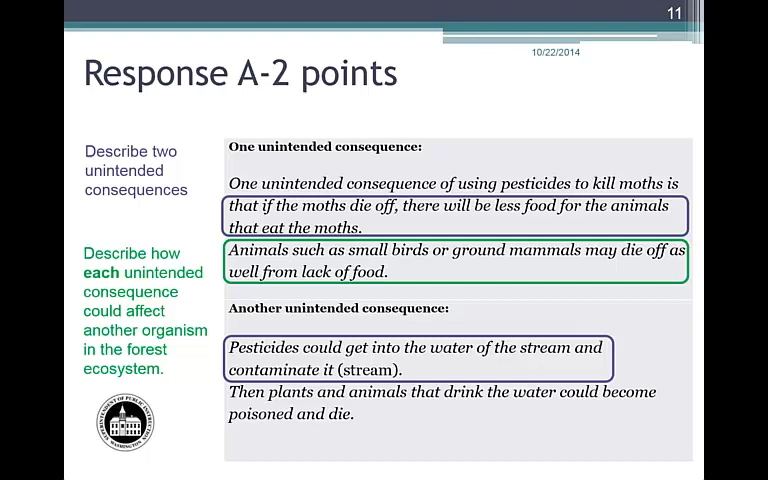 11
10/22/2014
Response A-2 points
Describe two
unintended
consequences
Describe how
each unintended
consequence
could affect
another organism
in the forest
ecosystem.
One unintended consequence:
One unintended consequence of using pesticides to kill moths is
that if the moths die off, there will be less food for the animals
that eat the moths.
Animals such as small birds or ground mammals may die off as
well from lack of food.
Another unintended consequence:
Pesticides could get into the water of the stream and
contaminate it (stream).
Then plants and animals that drink the water could become
poisoned and die.
SUPERINTENDENT OF PUBLIC INSTRUCTION
WASHINGTON